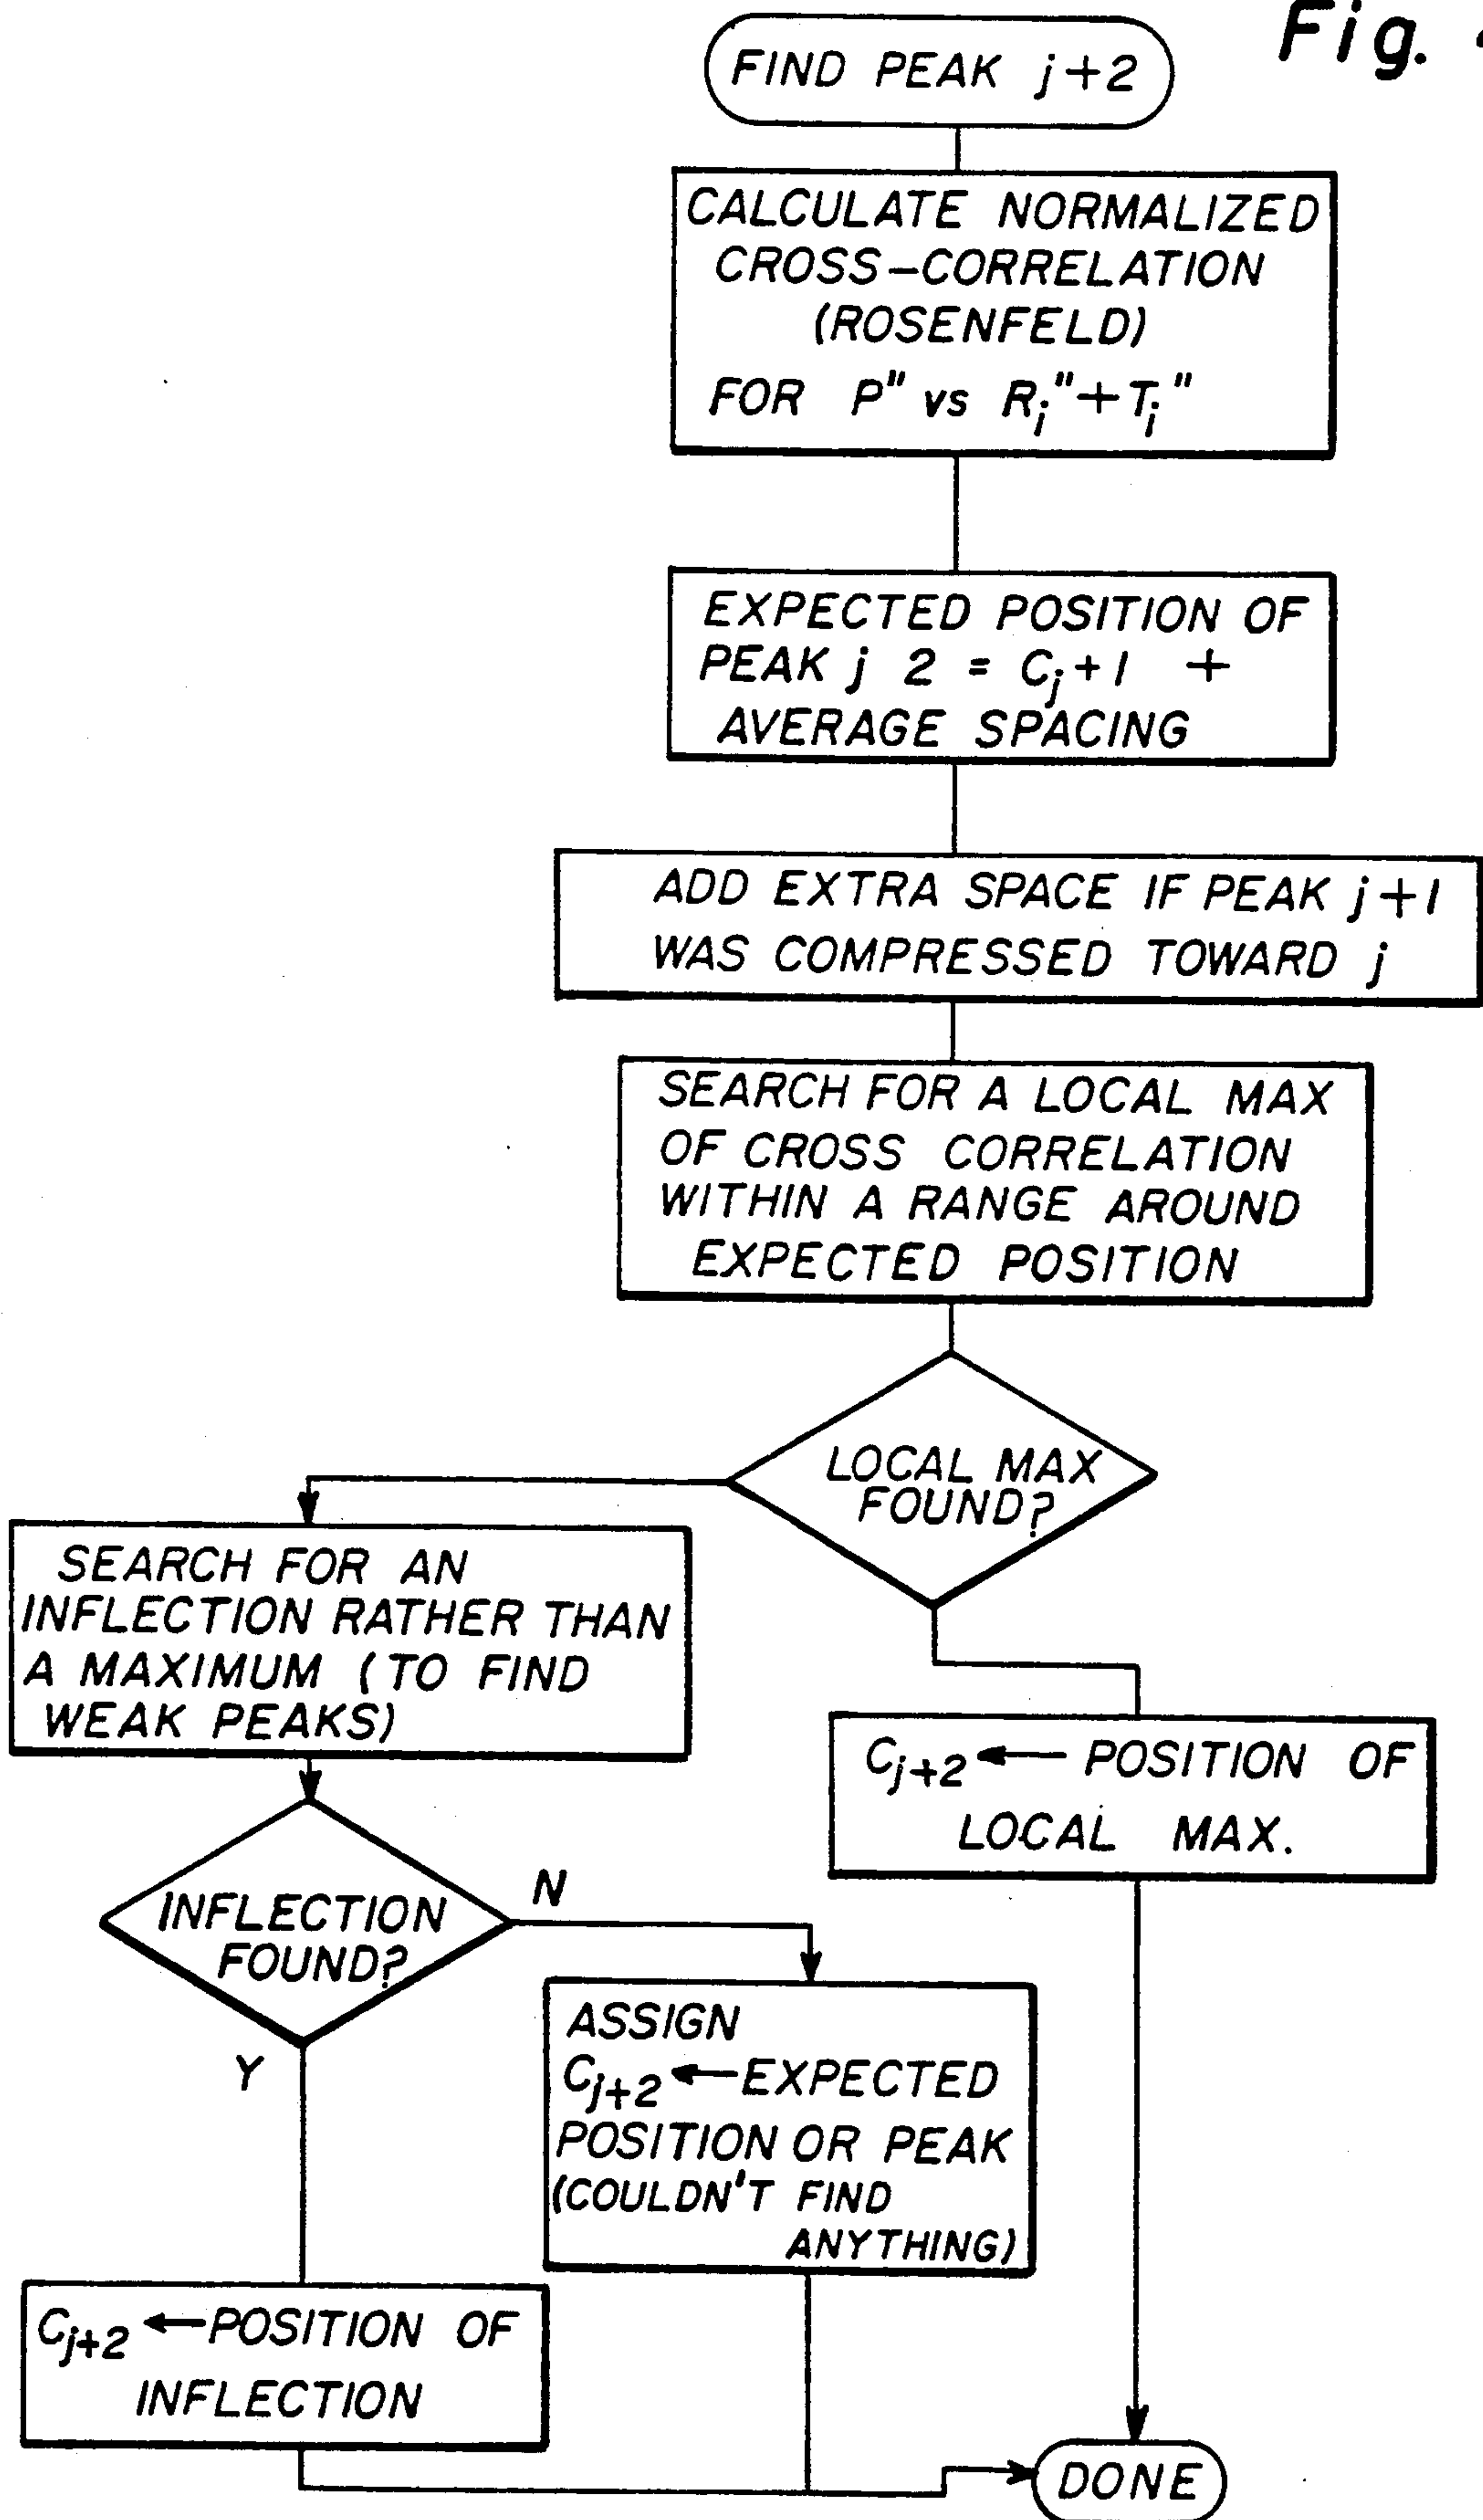 Fig.
FIND PEAK j+2
CALCULATE NORMALIZED
CROSS-CORRELATION
(ROSENFELD)
FOR P" vs Ri"+Ti"
EXPECTED POSITION OF
PEAK j 2 = Cj+1 +
AVERAGE SPACING
ADD EXTRA SPACE IF PEAK j+1
WAS COMPRESSED TOWARD j
SEARCH FOR A LOCAL MAX
OF CROSS CORRELATION
WITHIN A RANGE AROUND
EXPECTED POSITION
LOCAL MAX
FOUND?
SEARCH FOR AN
INFLECTION RATHER THAN
A MAXIMUM (TO FIND
WEAK PEAKS)
Cj+2 ← POSITION OF
LOCAL MAX.
INFLECTION
FOUND?
N
Y
ASSIGN
Cj+2 ← EXPECTED
POSITION OR PEAK
(COULDN'T FIND
ANYTHING)
Cj+2 ← POSITION OF
INFLECTION
DONE